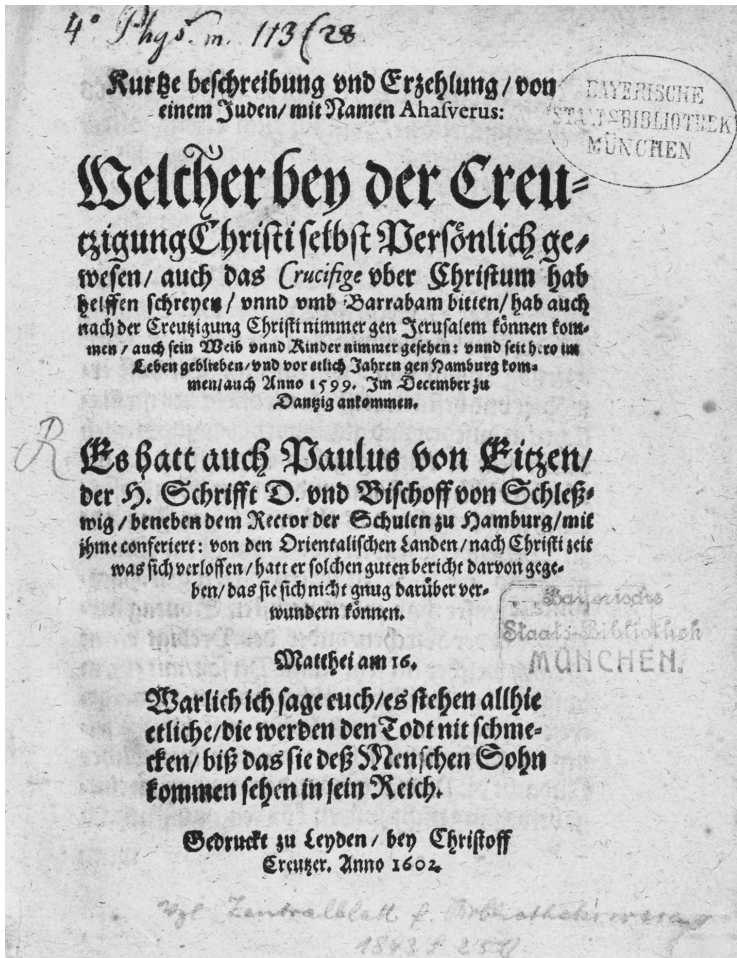 4° Phys. m. 113 (28
BAYERISCHE
STAATSBIBLIOTHEK
MÜNCHEN
Kurtze beschreibung vnd Erzehlung / von
einem Juden / mit Namen Ahasverus:
Welcher bey der Creu-
tzigung Christi selbst Persönlich ge-
wesen / auch das Crucifige vber Christum hab
helffen schreyen / vnnd vmb Barrabam bitten / hab auch
nach der Creutzigung Christi nimmer gen Jerusalem können kom-
men / auch sein Weib vnnd Kinder nimmer gesehen: vnnd seit hero im
Leben geblieben / vnd vor etlich Jahren gen Hamburg kom-
men / auch Anno 1599. Im December zu
Dantzig ankommen.
R
Es hatt auch Paulus von Eitzen /
der H. Schrifft D. vnd Bischoff von Schleß-
wig / beneben dem Rector der Schulen zu Hamburg / mit
jhme conferiert: von den Orientalischen Landen / nach Christi zeit
was sich verloffen / hatt er solchen guten bericht darvon gege-
ben / das sie sich nicht gnug darüber ver-
wundern können.
Bayerische
Staats-Bibliothek
MÜNCHEN.
Matthei am 16.
Warlich ich sage euch / es stehen allhie
etliche / die werden den Todt nit schme-
cken / biß das sie deß Menschen Sohn
kommen sehen in sein Reich.
Gedruckt zu Leyden / bey Christoff
Creutzer. Anno 1602.
Vgl Zentralblatt f. Bibliothekswesen